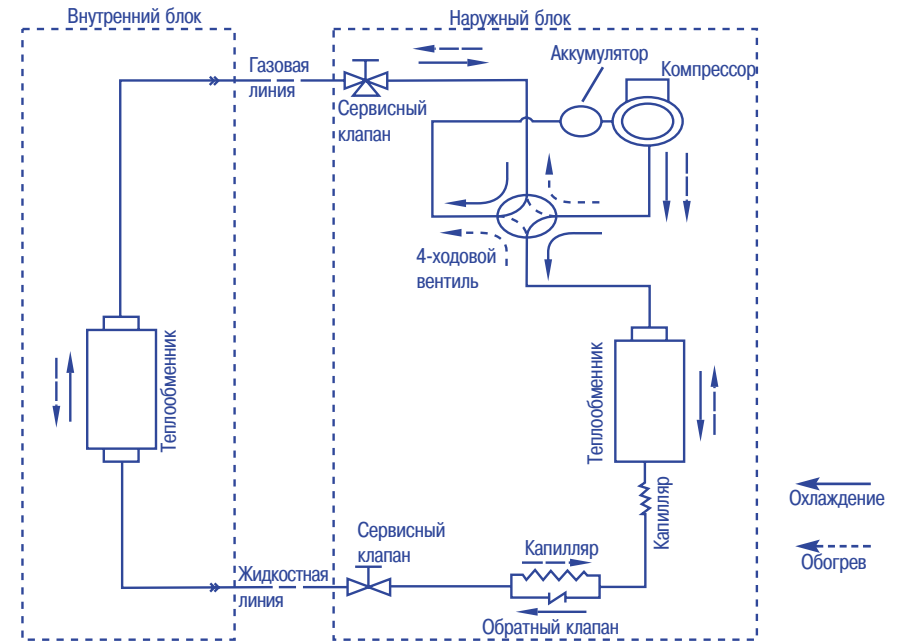 Внутренний блок
Наружный блок
Газовая
линия
Аккумулятор
Компрессор
Сервисный
клапан
4-ходовой
вентиль
Теплообменник
Теплообменник
Капилляр
Охлаждение
Обогрев
Сервисный
клапан
Капилляр
Жидкостная
линия
Обратный клапан